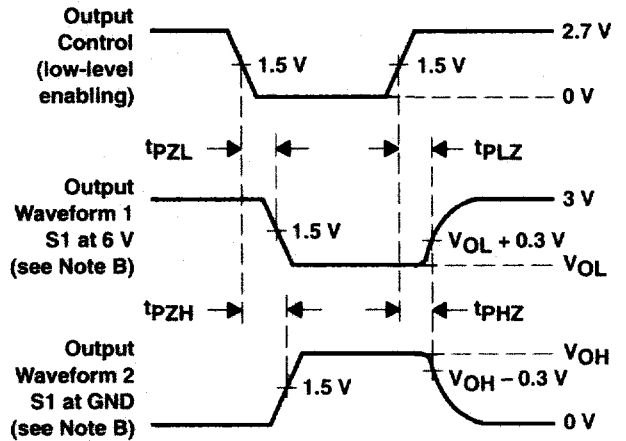 Output
Control
(low-level
enabling)
1.5 V
1.5 V
2.7 V
0 V
tPZL
tPLZ
Output
Waveform 1
S1 at 6 V
(see Note B)
1.5 V
3 V
VOL + 0.3 V
VOL
tPZH
tPHZ
Output
Waveform 2
S1 at GND
(see Note B)
1.5 V
VOH
VOH – 0.3 V
0 V